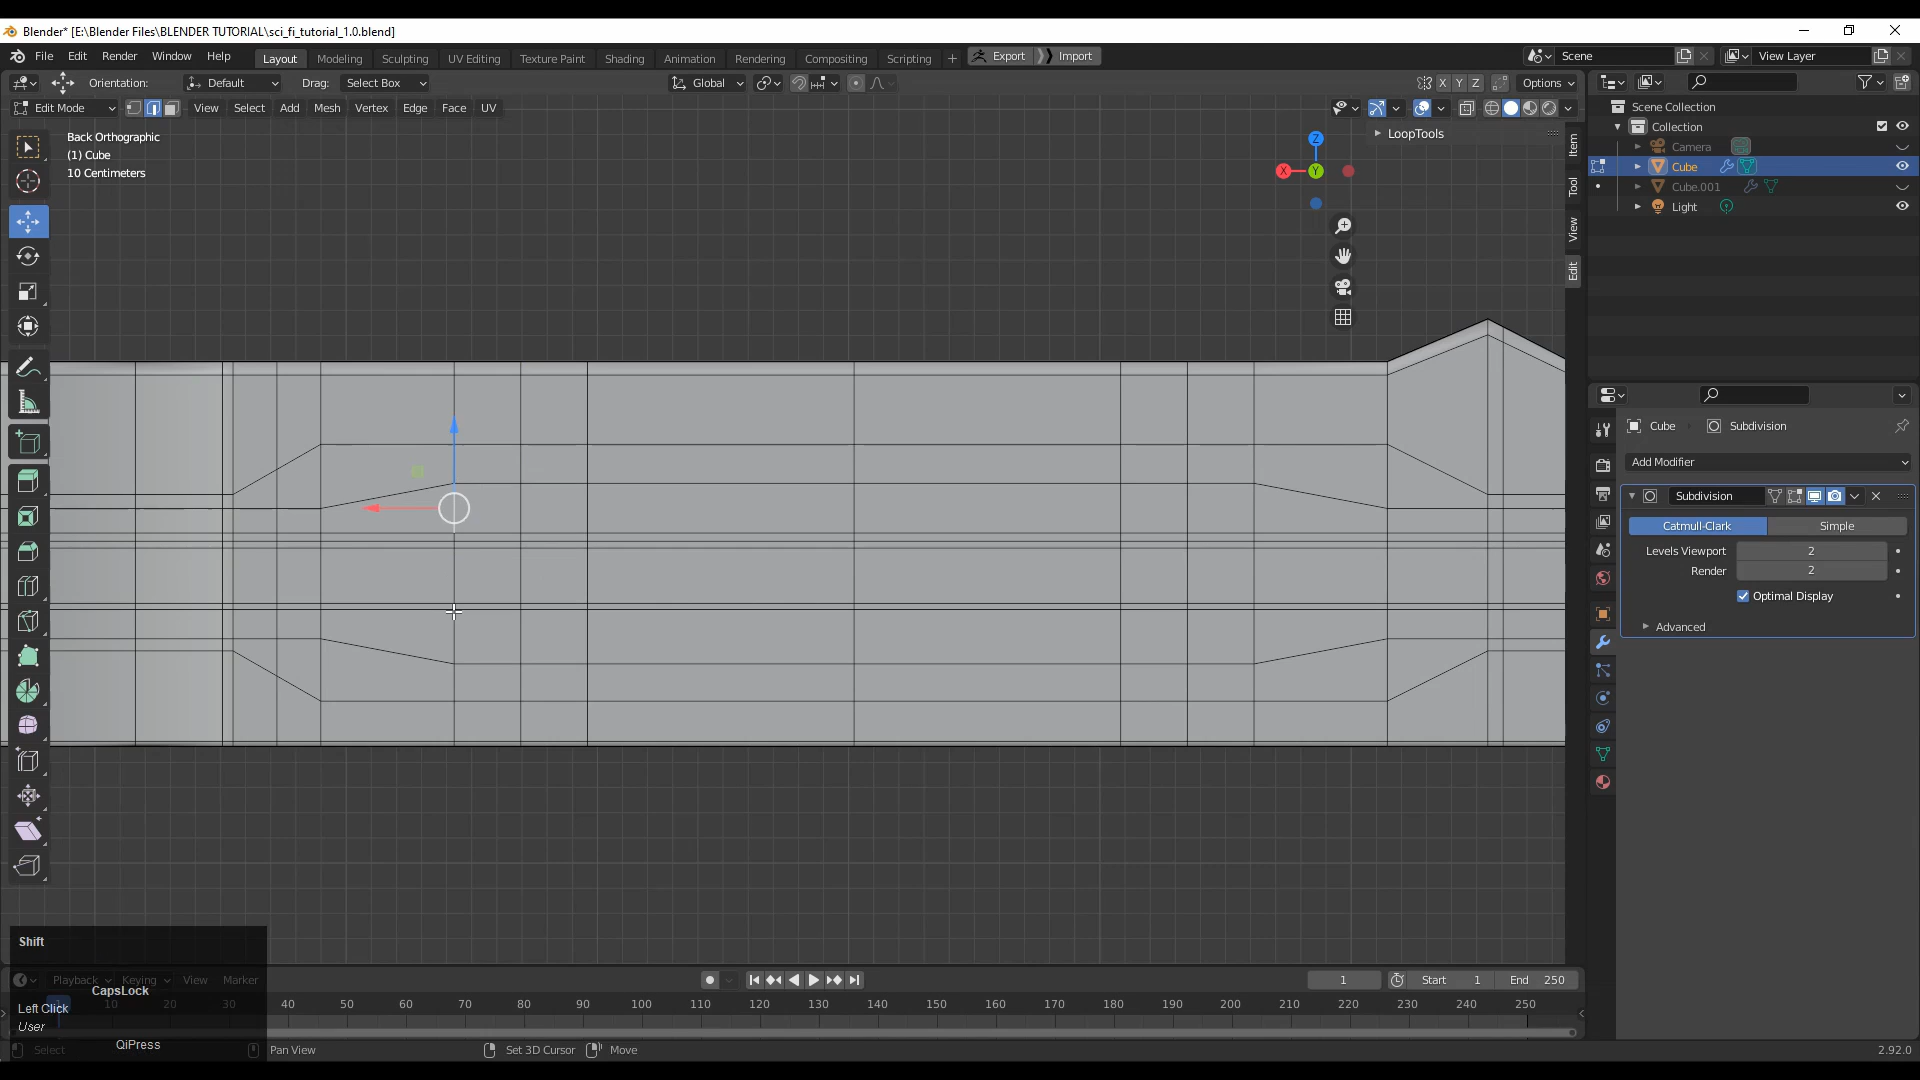 Blender* [E:\Blender Files\BLENDER TUTORIAL\sci_fi_tutorial_1.0.blend]
File Edit Render Window Help Layout Modeling Sculpting UV Editing Texture Paint Shading Animation Rendering Compositing Scripting + Export Import Scene View Layer
Orientation: Default Drag: Select Box Global X Y Z Options
Edit Mode View Select Add Mesh Vertex Edge Face UV
Back Orthographic
(1) Cube
10 Centimeters
LoopTools
Z
X
Y
Item
Tool
View
Edit
Scene Collection
Collection
Camera
Cube
Cube.001
Light
Cube Subdivision
Add Modifier
Subdivision
Catmull-Clark Simple
Levels Viewport 2
Render 2
Optimal Display
Advanced
Shift
CapsLock
Left Click
User
QiPress
Playback Keying View Marker 1 Start 1 End 250
1 10 20 30 40 50 60 70 80 90 100 110 120 130 140 150 160 170 180 190 200 210 220 230 240 250
Select Pan View Set 3D Cursor Move 2.92.0